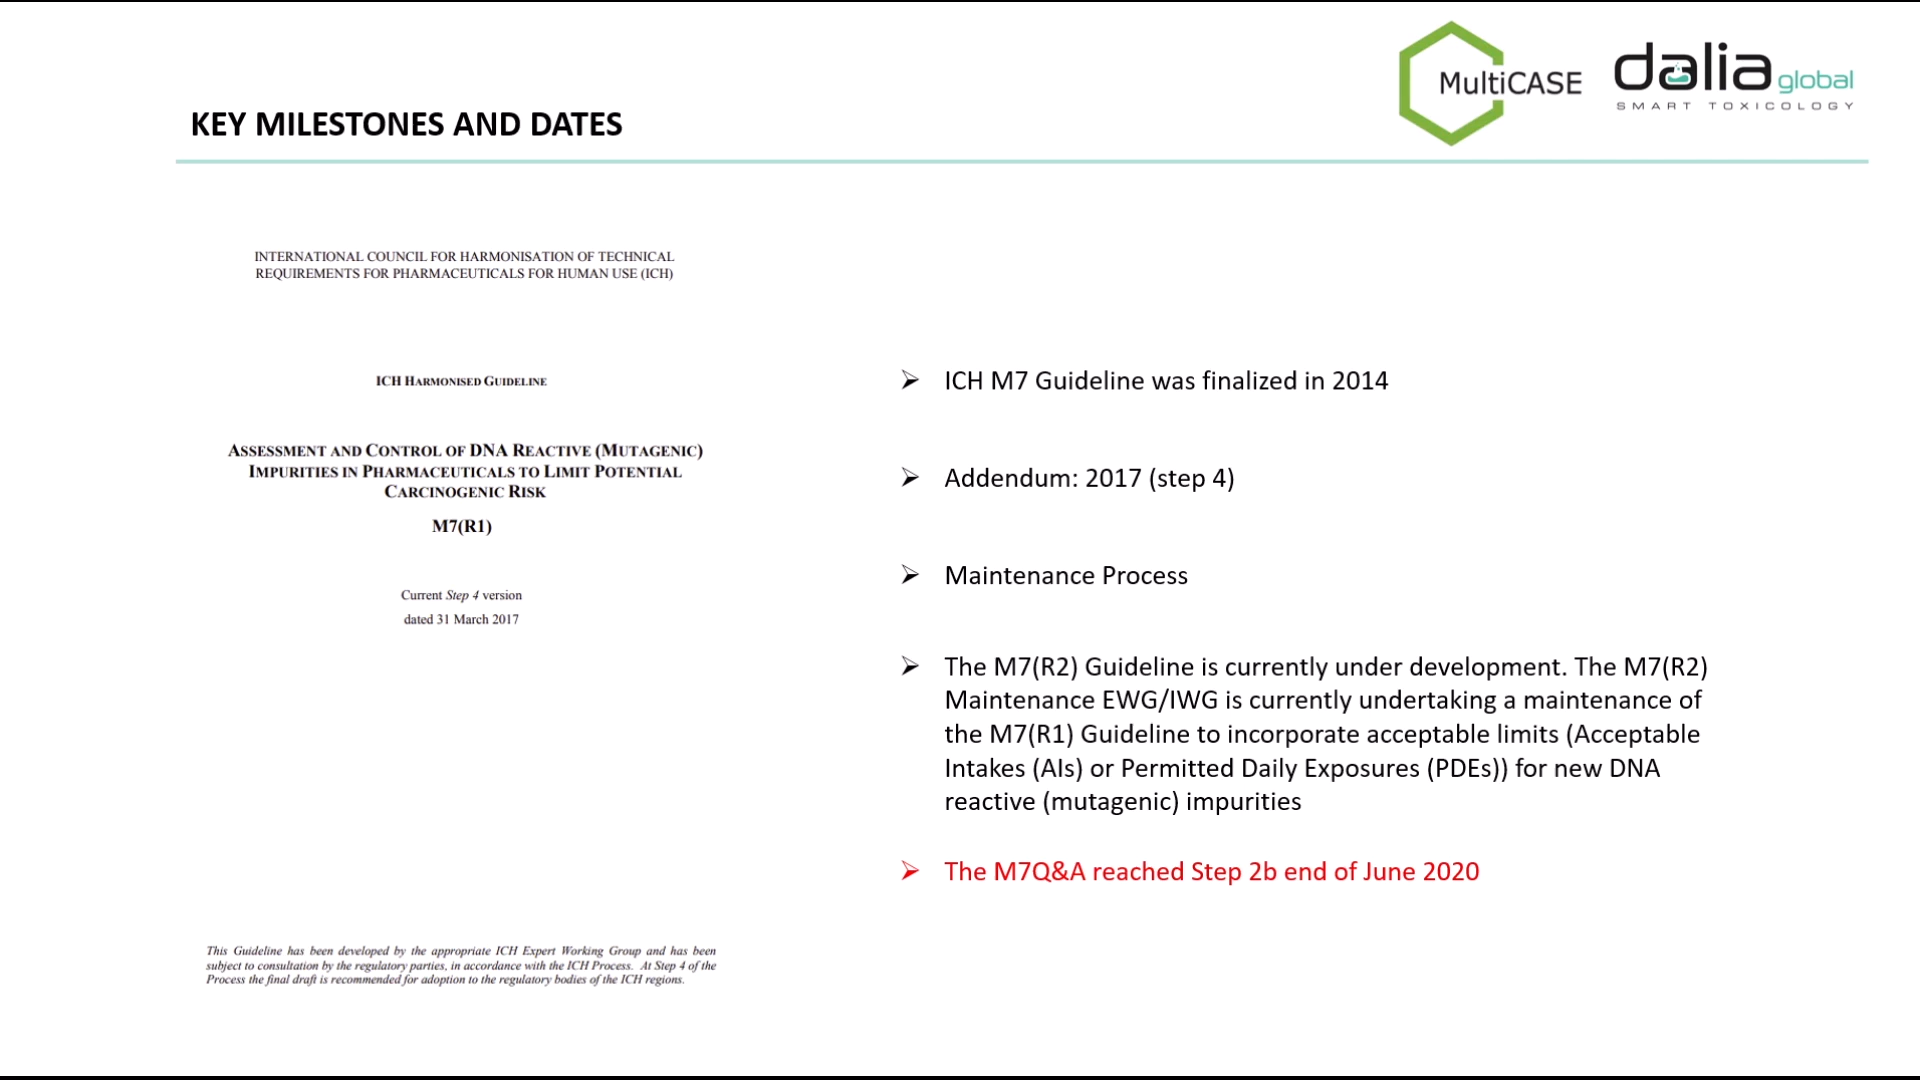 MultiCASE
dalia global
SMART TOXICOLOGY
KEY MILESTONES AND DATES
INTERNATIONAL COUNCIL FOR HARMONISATION OF TECHNICAL
REQUIREMENTS FOR PHARMACEUTICALS FOR HUMAN USE (ICH)
ICH HARMONISED GUIDELINE
ASSESSMENT AND CONTROL OF DNA REACTIVE (MUTAGENIC)
IMPURITIES IN PHARMACEUTICALS TO LIMIT POTENTIAL
CARCINOGENIC RISK
M7(R1)
Current Step 4 version
dated 31 March 2017
This Guideline has been developed by the appropriate ICH Expert Working Group and has been
subject to consultation by the regulatory parties, in accordance with the ICH Process. At Step 4 of the
Process the final draft is recommended for adoption to the regulatory bodies of the ICH regions.
➢ ICH M7 Guideline was finalized in 2014
➢ Addendum: 2017 (step 4)
➢ Maintenance Process
➢ The M7(R2) Guideline is currently under development. The M7(R2)
Maintenance EWG/IWG is currently undertaking a maintenance of
the M7(R1) Guideline to incorporate acceptable limits (Acceptable
Intakes (AIs) or Permitted Daily Exposures (PDEs)) for new DNA
reactive (mutagenic) impurities
➢ The M7Q&A reached Step 2b end of June 2020